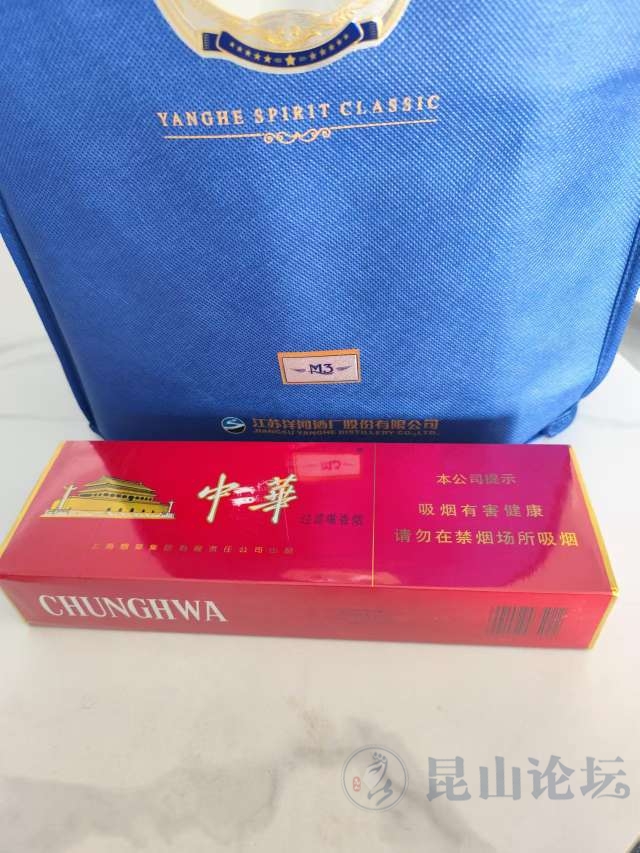 YANGHE SPIRIT CLASSIC
M3
江苏洋河酒厂股份有限公司
JIANGSU YANGHE DISTILLERY CO.,LTD.
中華
过滤嘴香烟
上海烟草集团有限责任公司出品
本公司提示
吸烟有害健康
请勿在禁烟场所吸烟
CHUNGHWA
昆山论坛